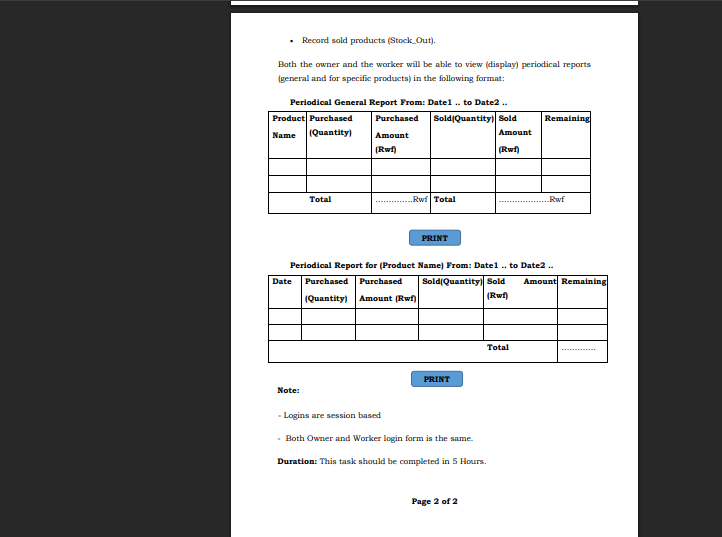 • Record sold products (Stock_Out).
Both the owner and the worker will be able to view (display) periodical reports
(general and for specific products) in the following format:
Periodical General Report From: Date1 .. to Date2 ..
Product Name Purchased (Quantity) Purchased Amount (Rwf) Sold(Quantity) Sold Amount (Rwf) Remaining
Total ..............Rwf Total ...................Rwf
PRINT
Periodical Report for (Product Name) From: Date1 .. to Date2 ..
Date Purchased (Quantity) Purchased Amount (Rwf) Sold(Quantity) Sold Amount (Rwf) Remaining
Total .............
PRINT
Note:
- Logins are session based
- Both Owner and Worker login form is the same.
Duration: This task should be completed in 5 Hours.
Page 2 of 2